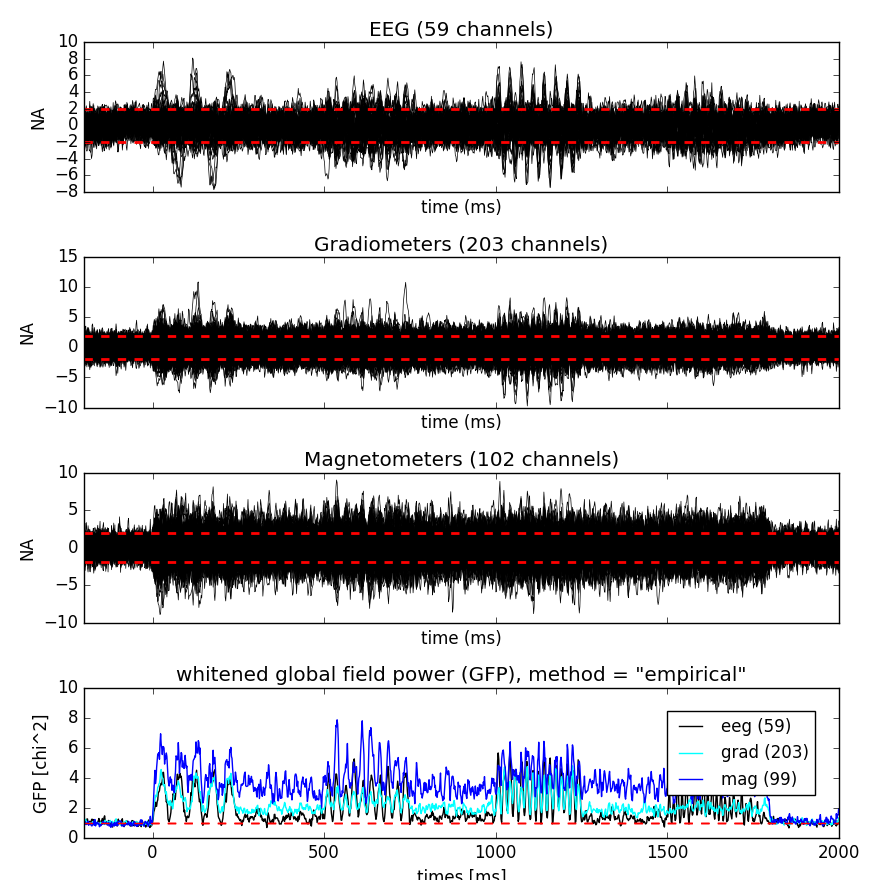 EEG (59 channels)
10
8
6
4
2
0
−2
−4
−6
−8
NA
time (ms)
Gradiometers (203 channels)
15
10
5
0
−5
−10
NA
time (ms)
Magnetometers (102 channels)
10
5
0
−5
−10
NA
time (ms)
whitened global field power (GFP), method = "empirical"
10
8
6
4
2
0
GFP [chi^2]
eeg (59)
grad (203)
mag (99)
0 500 1000 1500 2000
times [ms]